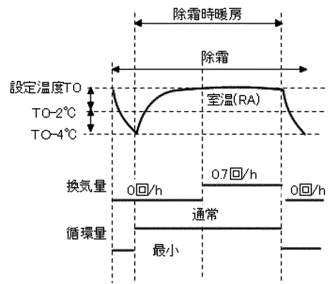 除霜時暖房
除霜
設定温度TO
室温(RA)
TO-2℃
TO-4℃
換気量
0回/h
0.7回/h
0回/h
通常
循環量
最小